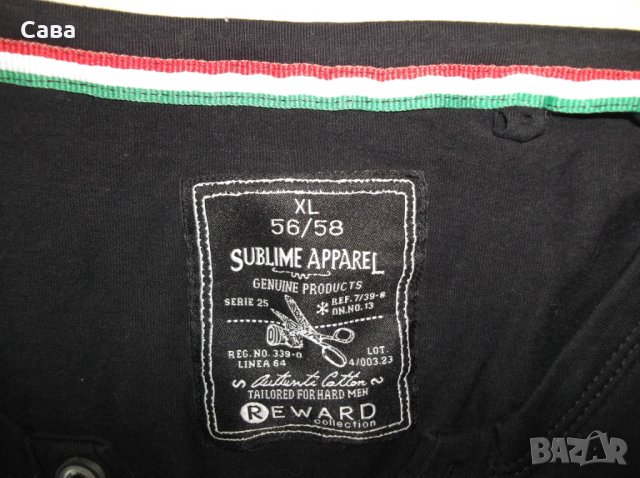 Сава
XL
56/58
SUBLIME APPAREL
GENUINE PRODUCTS
SERIE 25
REF. 7/39-8
ON.NO. 13
REG. NO. 339-0
LINEA 64
LOT.
4/003.23
Authentic Cotton
TAILORED FOR HARD MEN
REWARD
collection
BAZAR